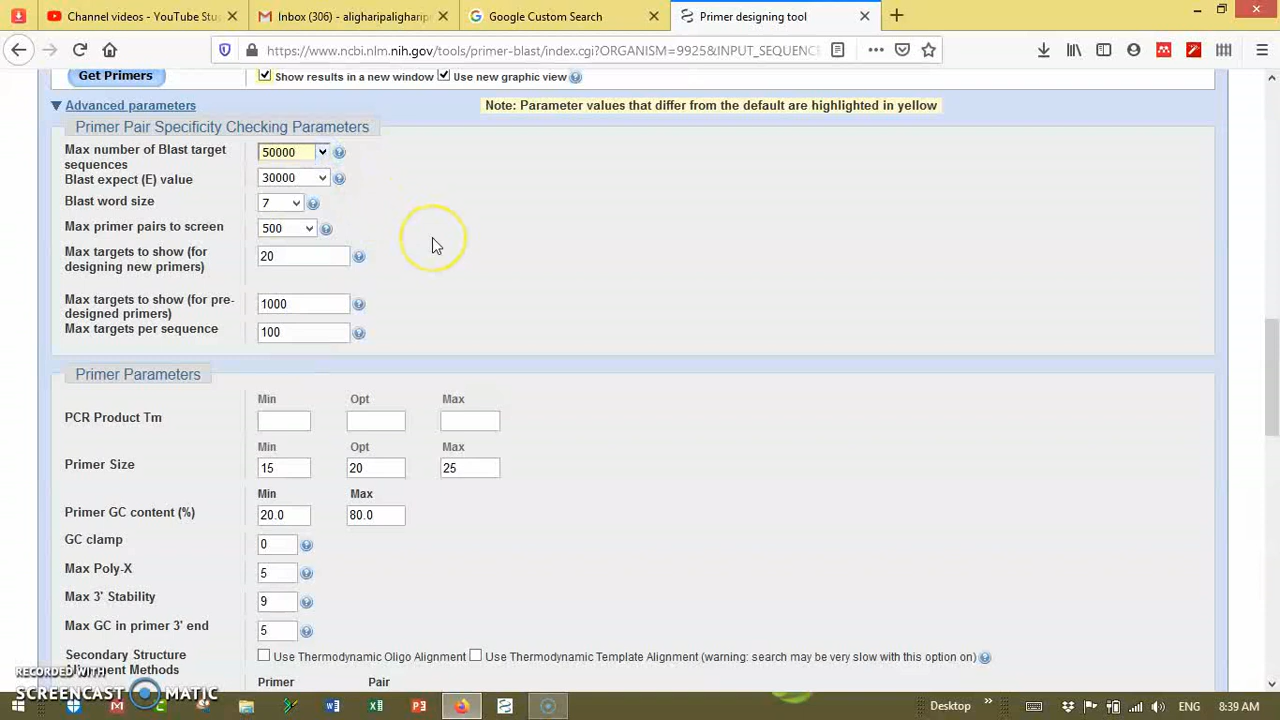 Channel videos - YouTube Stu
Inbox (306) - aligharipaligharip
Google Custom Search
Primer designing tool
https://www.ncbi.nlm.nih.gov/tools/primer-blast/index.cgi?ORGANISM=9925&INPUT_SEQUENC
Get Primers
Show results in a new window
Use new graphic view
Advanced parameters
Note: Parameter values that differ from the default are highlighted in yellow
Primer Pair Specificity Checking Parameters
Max number of Blast target sequences
50000
Blast expect (E) value
30000
Blast word size
7
Max primer pairs to screen
500
Max targets to show (for
designing new primers)
20
Max targets to show (for pre-
designed primers)
1000
Max targets per sequence
100
Primer Parameters
Min Opt Max
PCR Product Tm
Min Opt Max
Primer Size
15 20 25
Min Max
Primer GC content (%)
20.0 80.0
GC clamp
0
Max Poly-X
5
Max 3' Stability
9
Max GC in primer 3' end
5
Secondary Structure
Use Thermodynamic Oligo Alignment
Use Thermodynamic Template Alignment (warning: search may be very slow with this option on)
Methods
Primer Pair
RECORDED WITH
SCREENCAST MATIC
Desktop
ENG
8:39 AM